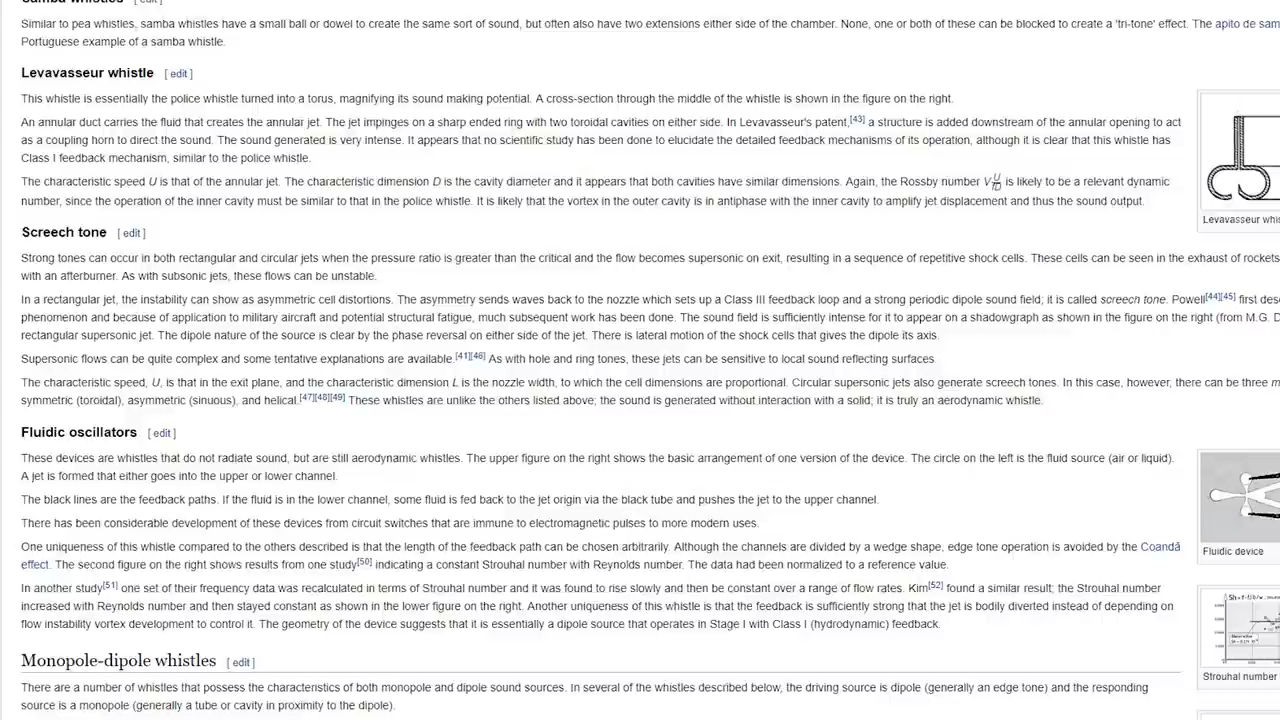 Samba whistles [ edit ]
Similar to pea whistles, samba whistles have a small ball or dowel to create the same sort of sound, but often also have two extensions either side of the chamber. None, one or both of these can be blocked to create a 'tri-tone' effect. The apito de sam
Portuguese example of a samba whistle.
Levavasseur whistle [ edit ]
This whistle is essentially the police whistle turned into a torus, magnifying its sound making potential. A cross-section through the middle of the whistle is shown in the figure on the right.
An annular duct carries the fluid that creates the annular jet. The jet impinges on a sharp ended ring with two toroidal cavities on either side. In Levavasseur's patent,[43] a structure is added downstream of the annular opening to act
as a coupling horn to direct the sound. The sound generated is very intense. It appears that no scientific study has been done to elucidate the detailed feedback mechanisms of its operation, although it is clear that this whistle has
Class I feedback mechanism, similar to the police whistle.
The characteristic speed U is that of the annular jet. The characteristic dimension D is the cavity diameter and it appears that both cavities have similar dimensions. Again, the Rossby number is likely to be a relevant dynamic
number, since the operation of the inner cavity must be similar to that in the police whistle. It is likely that the vortex in the outer cavity is in antiphase with the inner cavity to amplify jet displacement and thus the sound output.
Levavasseur whis
Screech tone [ edit ]
Strong tones can occur in both rectangular and circular jets when the pressure ratio is greater than the critical and the flow becomes supersonic on exit, resulting in a sequence of repetitive shock cells. These cells can be seen in the exhaust of rockets
with an afterburner. As with subsonic jets, these flows can be unstable.
In a rectangular jet, the instability can show as asymmetric cell distortions. The asymmetry sends waves back to the nozzle which sets up a Class III feedback loop and a strong periodic dipole sound field; it is called screech tone. Powell[44][45] first des
phenomenon and because of application to military aircraft and potential structural fatigue, much subsequent work has been done. The sound field is sufficiently intense for it to appear on a shadowgraph as shown in the figure on the right (from M.G. D
rectangular supersonic jet. The dipole nature of the source is clear by the phase reversal on either side of the jet. There is lateral motion of the shock cells that gives the dipole its axis.
Supersonic flows can be quite complex and some tentative explanations are available.[41][46] As with hole and ring tones, these jets can be sensitive to local sound reflecting surfaces.
The characteristic speed, U, is that in the exit plane, and the characteristic dimension L is the nozzle width, to which the cell dimensions are proportional. Circular supersonic jets also generate screech tones. In this case, however, there can be three m
symmetric (toroidal), asymmetric (sinuous), and helical.[47][48][49] These whistles are unlike the others listed above; the sound is generated without interaction with a solid; it is truly an aerodynamic whistle.
Fluidic oscillators [ edit ]
These devices are whistles that do not radiate sound, but are still aerodynamic whistles. The upper figure on the right shows the basic arrangement of one version of the device. The circle on the left is the fluid source (air or liquid).
A jet is formed that either goes into the upper or lower channel.
The black lines are the feedback paths. If the fluid is in the lower channel, some fluid is fed back to the jet origin via the black tube and pushes the jet to the upper channel.
There has been considerable development of these devices from circuit switches that are immune to electromagnetic pulses to more modern uses.
One uniqueness of this whistle compared to the others described is that the length of the feedback path can be chosen arbitrarily. Although the channels are divided by a wedge shape, edge tone operation is avoided by the Coandă
effect. The second figure on the right shows results from one study[50] indicating a constant Strouhal number with Reynolds number. The data had been normalized to a reference value.
Fluidic device
In another study[51] one set of their frequency data was recalculated in terms of Strouhal number and it was found to rise slowly and then be constant over a range of flow rates. Kim[52] found a similar result; the Strouhal number
increased with Reynolds number and then stayed constant as shown in the lower figure on the right. Another uniqueness of this whistle is that the feedback is sufficiently strong that the jet is bodily diverted instead of depending on
flow instability vortex development to control it. The geometry of the device suggests that it is essentially a dipole source that operates in Stage I with Class I (hydrodynamic) feedback.
Strouhal number
Monopole-dipole whistles [ edit ]
There are a number of whistles that possess the characteristics of both monopole and dipole sound sources. In several of the whistles described below, the driving source is dipole (generally an edge tone) and the responding
source is a monopole (generally a tube or cavity in proximity to the dipole).